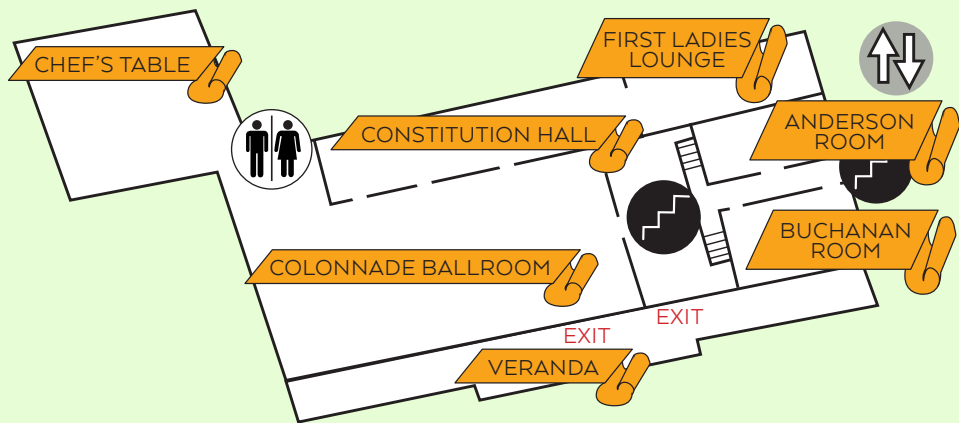 CHEF'S TABLE
FIRST LADIES
LOUNGE
CONSTITUTION HALL
ANDERSON
ROOM
BUCHANAN
ROOM
COLONNADE BALLROOM
EXIT
EXIT
VERANDA